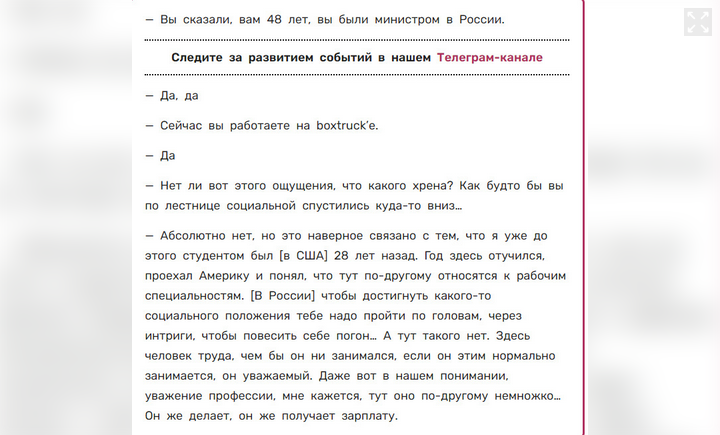 — Вы сказали, вам 48 лет, вы были министром в России.
Следите за развитием событий в нашем Телеграм-канале
— Да, да
— Сейчас вы работаете на boxtruck’e.
— Да
— Нет ли вот этого ощущения, что какого хрена? Как будто бы вы
по лестнице социальной спустились куда-то вниз…
— Абсолютно нет, но это наверное связано с тем, что я уже до
этого студентом был [в США] 28 лет назад. Год здесь отучился,
проехал Америку и понял, что тут по-другому относятся к рабочим
специальностям. [В России] чтобы достигнуть какого-то
социального положения тебе надо пройти по головам, через
интриги, чтобы повесить себе погон… А тут такого нет. Здесь
человек труда, чем бы он ни занимался, если он этим нормально
занимается, он уважаемый. Даже вот в нашем понимании,
уважение профессии, мне кажется, тут оно по-другому немножко…
Он же делает, он же получает зарплату.